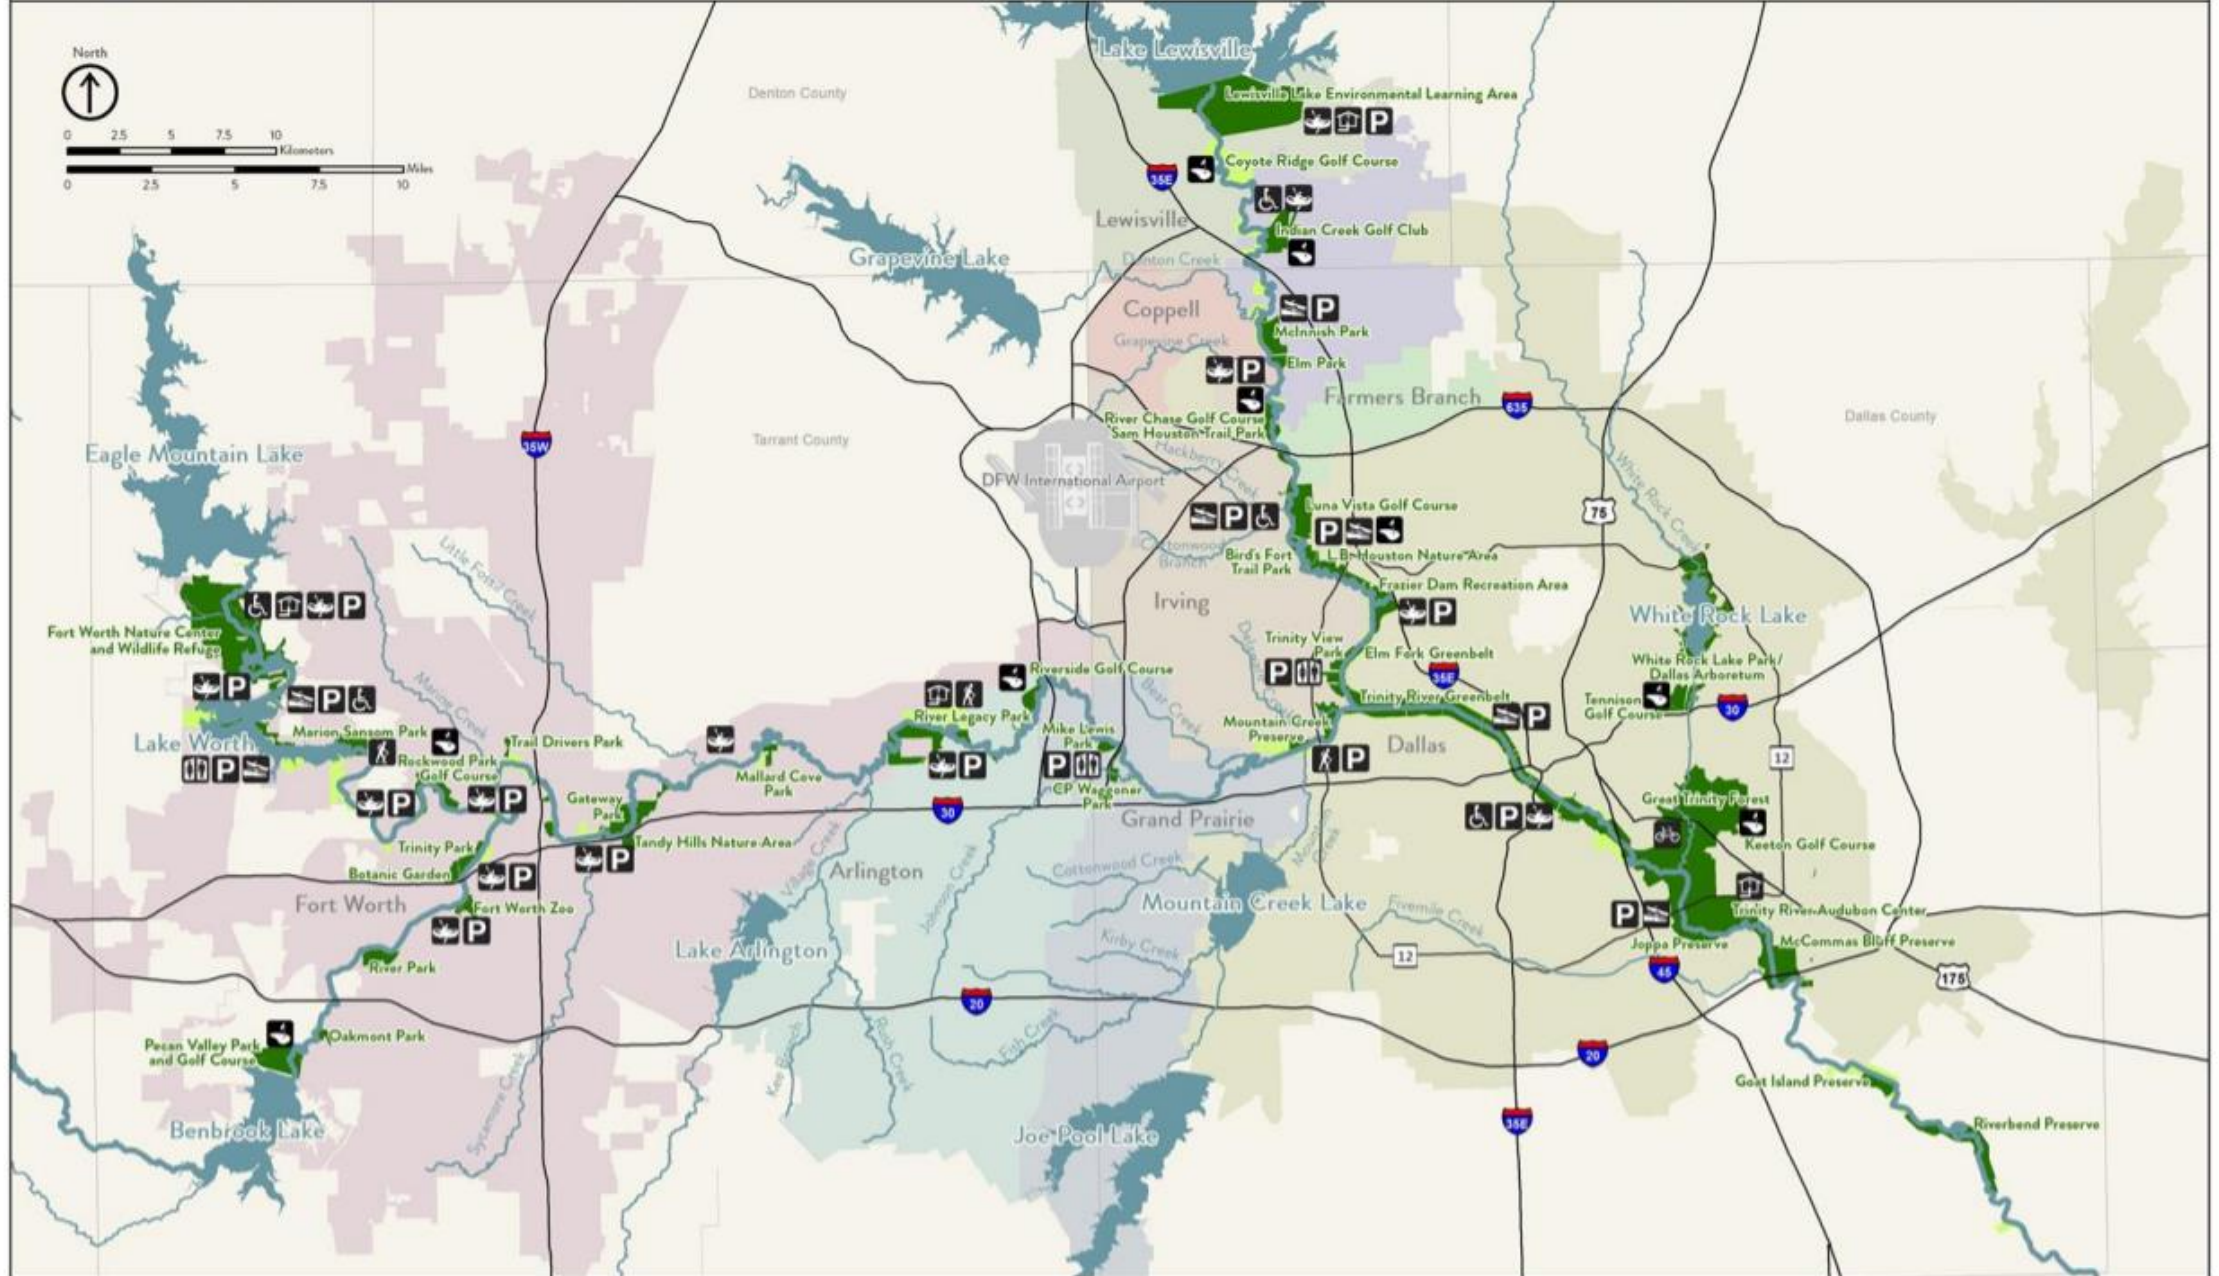 North
0 2.5 5 7.5 10
Kilometers
Miles
0 2.5 5 7.5 10
Denton County
Lake Lewisville
Lewisville Lake Environmental Learning Area
P
Coyote Ridge Golf Course
35E
Lewisville
Indian Creek Golf Club
Grapevine Lake
Denton Creek
Coppell
P
McInnish Park
Grapevine Creek
Elm Park
P
Farmers Branch
635
River Chase Golf Course
Sam Houston Trail Park
Dallas County
Tarrant County
35W
Eagle Mountain Lake
Hackberry Creek
White Rock Creek
DFW International Airport
Luna Vista Golf Course
75
P
P
Cottonwood
Branch
Bird's Fort
Trail Park
L.B. Houston Nature Area
Little Fossil Creek
Frazier Dam Recreation Area
P
Irving
P
White Rock Lake
Fort Worth Nature Center
and Wildlife Refuge
Trinity View
Park
Elm Fork Greenbelt
P
35E
White Rock Lake Park/
Dallas Arboretum
Riverside Golf Course
P
P
Marine Creek
Bear Creek
Trinity River Greenbelt
Tennison
Golf Course
30
P
River Legacy Park
Mountain Creek
Preserve
Marion Sansom Park
Mike Lewis
Park
Lake Worth
Trail Drivers Park
Dallas
P
P
Rockwood Park
Golf Course
P
P
12
Mallard Cove
Park
CP Waggoner
Park
P
P
Gateway
Park
30
Great Trinity Forest
Grand Prairie
P
Keeton Golf Course
Trinity Park
Tandy Hills Nature Area
P
Botanic Garden
P
Village Creek
Arlington
Johnson Creek
Cottonwood Creek
Mountain
Creek
Fort Worth
Fort Worth Zoo
P
Mountain Creek Lake
Fivemile Creek
P
Trinity River Audubon Center
Lake Arlington
Kirby Creek
12
Joppa Preserve
McCommas Bluff Preserve
River Park
45
175
20
Oakmont Park
Fish Creek
Rush Creek
Kee Branch
Pecan Valley Park
and Golf Course
20
Sycamore Creek
Goat Island Preserve
Benbrook Lake
Joe Pool Lake
35E
Riverbend Preserve